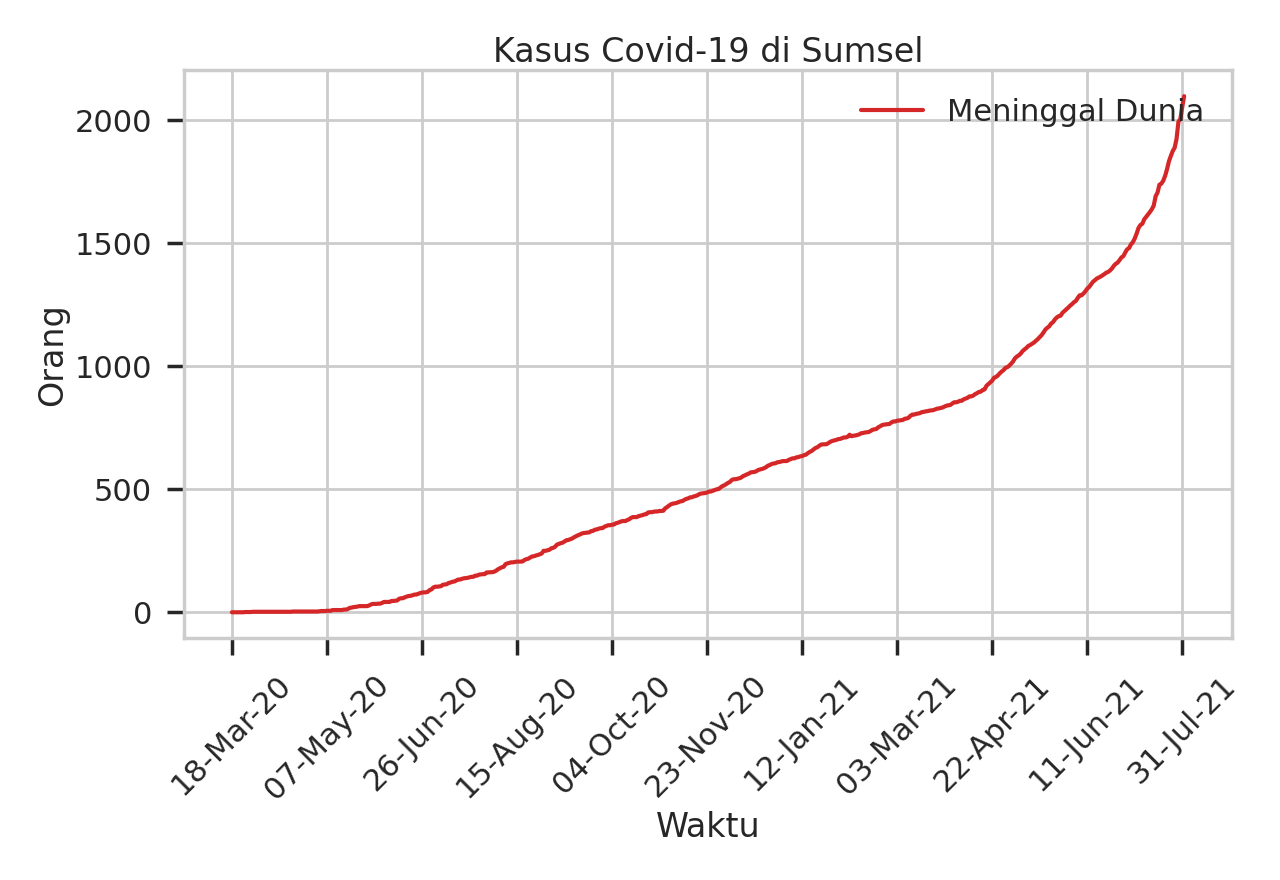 Kasus Covid-19 di Sumsel
Meninggal Dunia
Orang
2000
1500
1000
500
0
18-Mar-20
07-May-20
26-Jun-20
15-Aug-20
04-Oct-20
23-Nov-20
12-Jan-21
03-Mar-21
22-Apr-21
11-Jun-21
31-Jul-21
Waktu